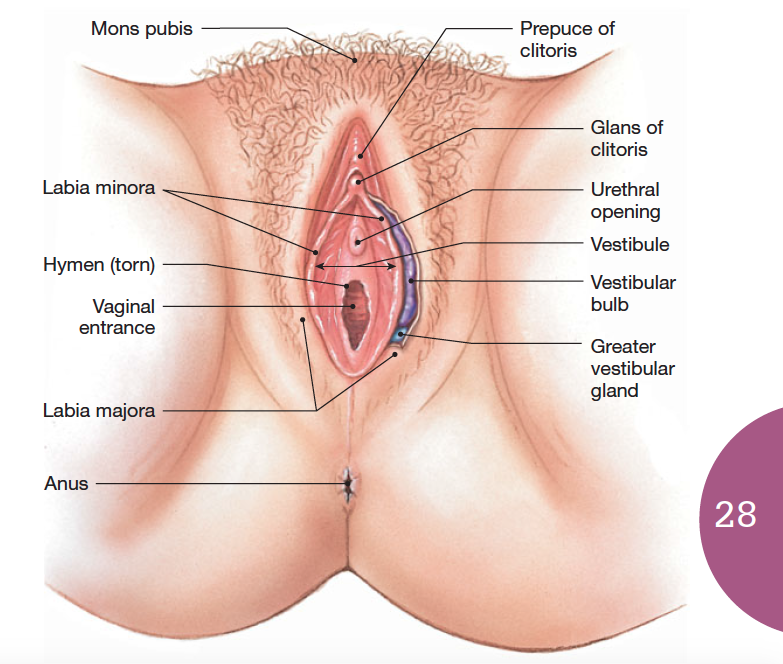 Mons pubis
Prepuce of
clitoris
Glans of
clitoris
Labia minora
Urethral
opening
Vestibule
Hymen (torn)
Vestibular
bulb
Vaginal
entrance
Greater
vestibular
gland
Labia majora
Anus
28